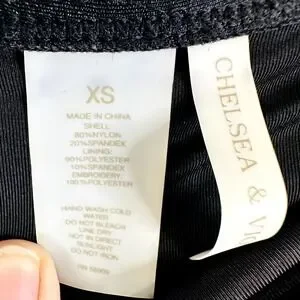 XS
MADE IN CHINA
SHELL
80%NYLON
20%SPANDEX
LINING:
90%POLYESTER
10%SPANDEX
EMBROIDERY
100%POLYESTER
HAND WASH COLD
WATER
DO NOT BLEACH
LINE DRY
NOT IN DIRECT
SUNLIGHT
DO NOT IRON
CHELSEA & VI